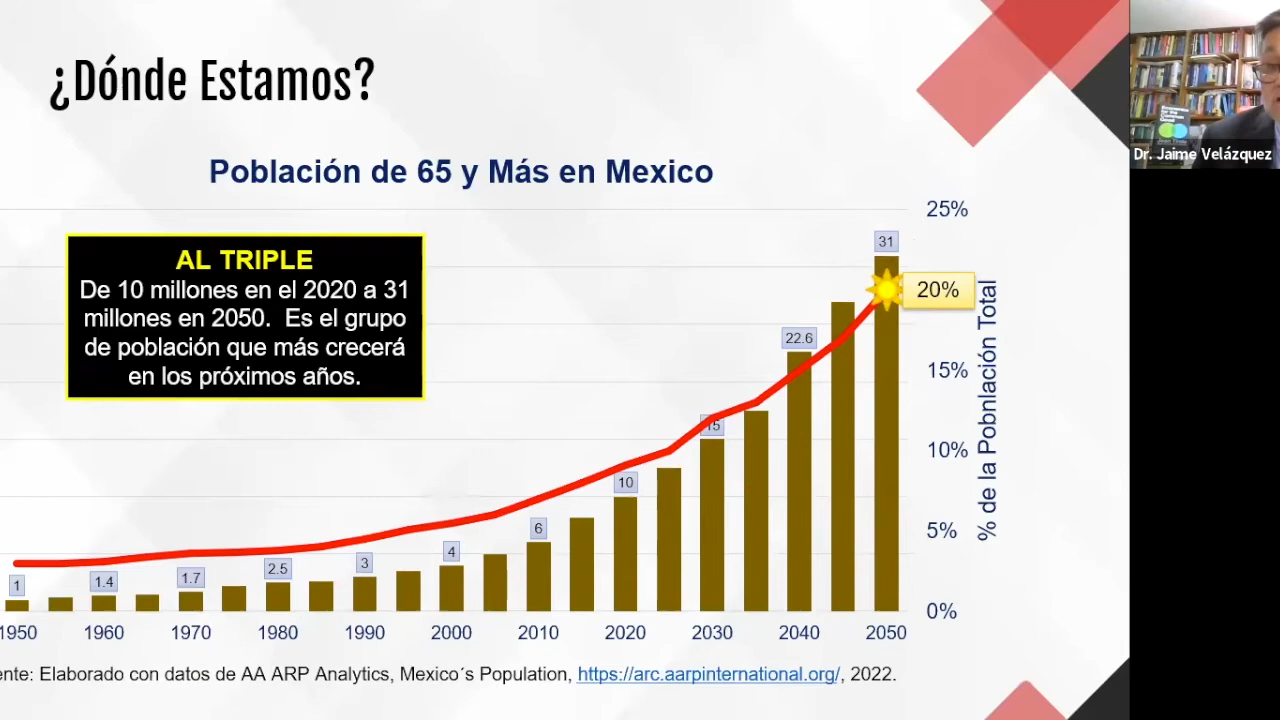 ¿Dónde Estamos?
Población de 65 y Más en Mexico
AL TRIPLE
De 10 millones en el 2020 a 31
millones en 2050. Es el grupo
de población que más crecerá
en los próximos años.
25%
20%
15%
10%
5%
0%
% de la Pobnlación Total
1
1.4
1.7
2.5
3
4
6
10
15
22.6
31
1950
1960
1970
1980
1990
2000
2010
2020
2030
2040
2050
ente: Elaborado con datos de AA ARP Analytics, Mexico´s Population, https://arc.aarpinternational.org/, 2022.
Dr. Jaime Velázquez